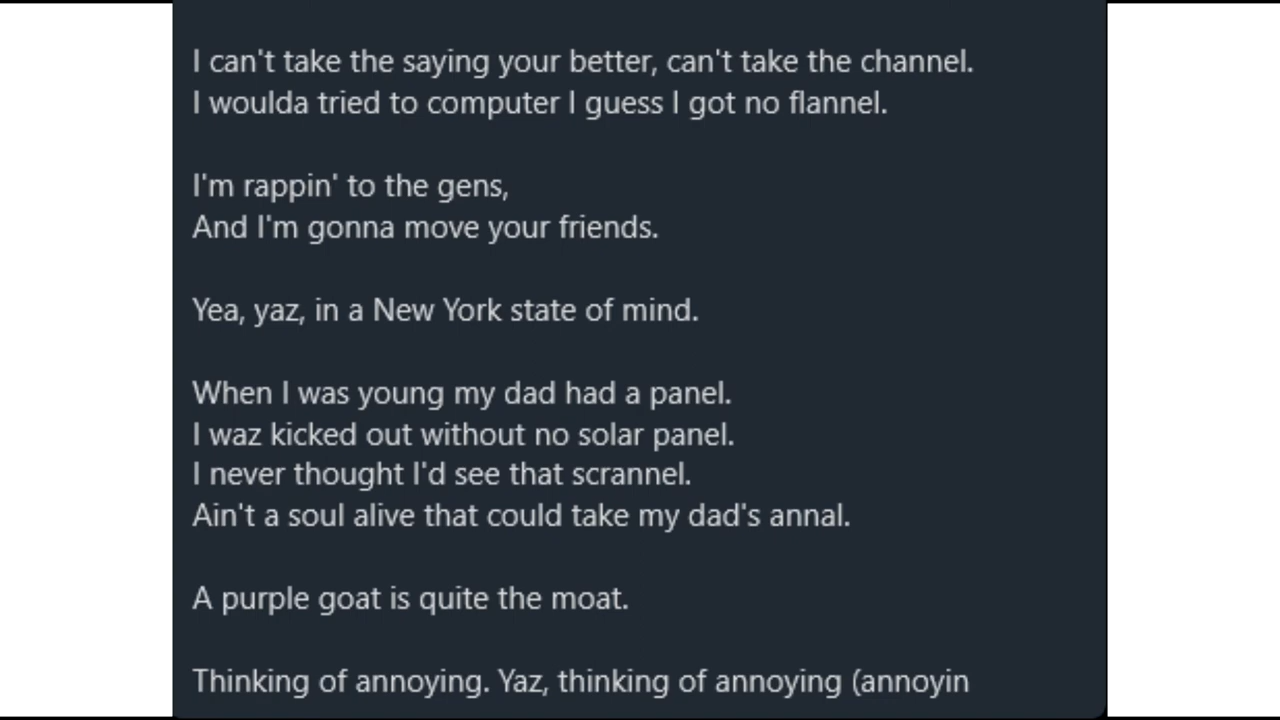 I can't take the saying your better, can't take the channel.
I woulda tried to computer I guess I got no flannel.
I'm rappin' to the gens,
And I'm gonna move your friends.
Yea, yaz, in a New York state of mind.
When I was young my dad had a panel.
I waz kicked out without no solar panel.
I never thought I'd see that scrannel.
Ain't a soul alive that could take my dad's annal.
A purple goat is quite the moat.
Thinking of annoying. Yaz, thinking of annoying (annoyin